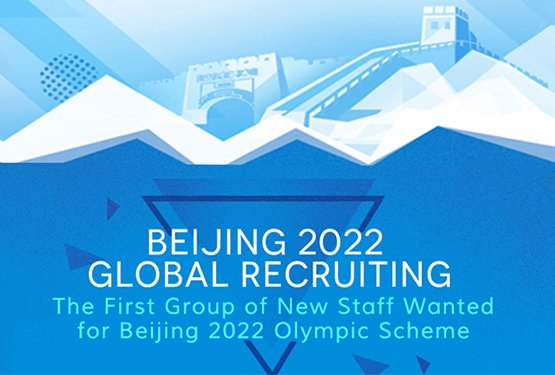 BEIJING 2022
GLOBAL RECRUITING
The First Group of New Staff Wanted
for Beijing 2022 Olympic Scheme